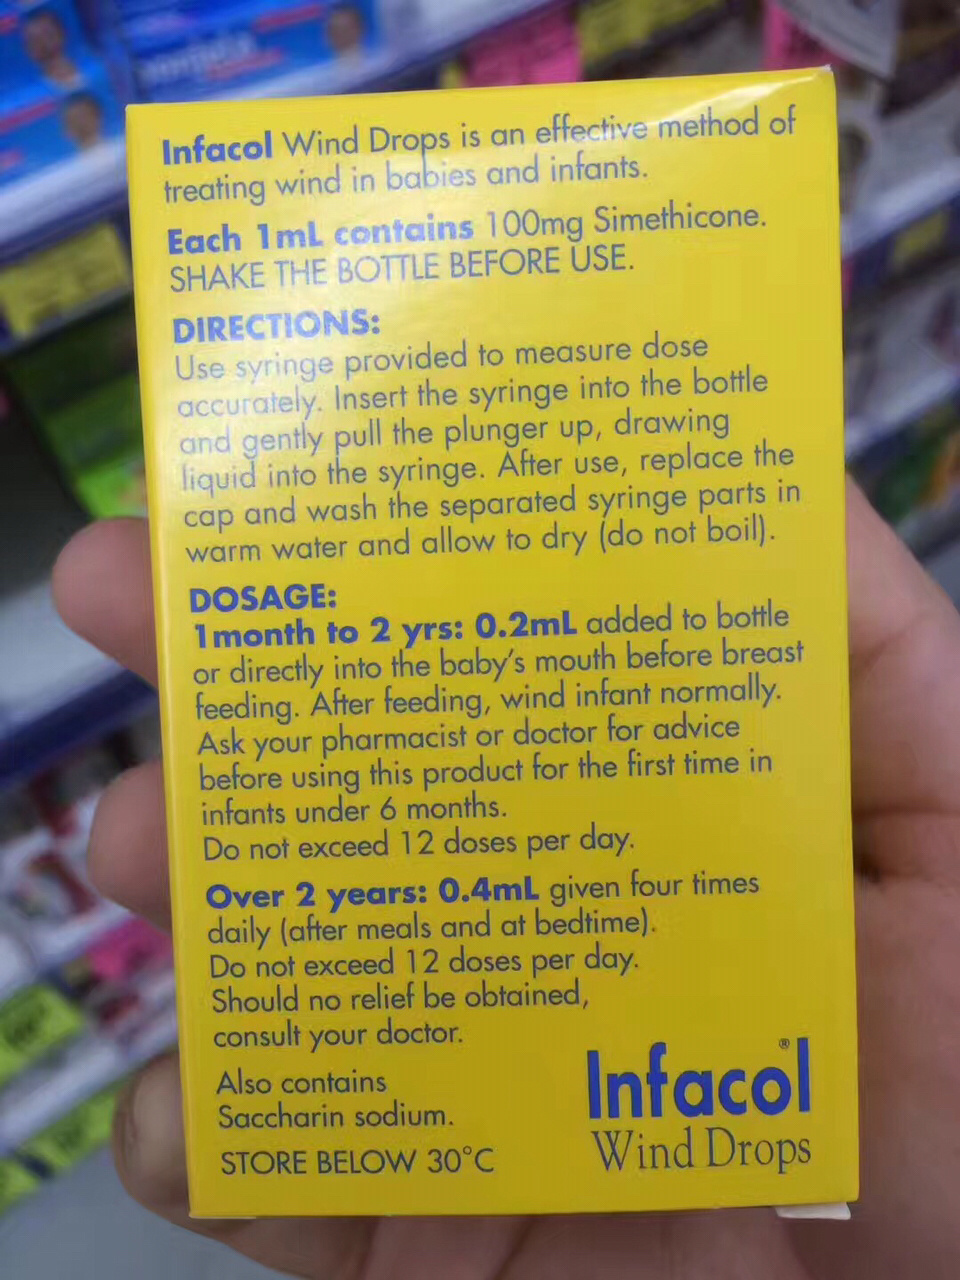 Infacol Wind Drops is an effective method of
treating wind in babies and infants.
Each 1mL contains 100mg Simethicone.
SHAKE THE BOTTLE BEFORE USE.
DIRECTIONS:
Use syringe provided to measure dose
accurately. Insert the syringe into the bottle
and gently pull the plunger up, drawing
liquid into the syringe. After use, replace the
cap and wash the separated syringe parts in
warm water and allow to dry (do not boil).
DOSAGE:
1month to 2 yrs: 0.2mL added to bottle
or directly into the baby's mouth before breast
feeding. After feeding, wind infant normally.
Ask your pharmacist or doctor for advice
before using this product for the first time in
infants under 6 months.
Do not exceed 12 doses per day.
Over 2 years: 0.4mL given four times
daily (after meals and at bedtime).
Do not exceed 12 doses per day.
Should no relief be obtained,
consult your doctor.
Also contains
Saccharin sodium.
STORE BELOW 30°C
Infacol®
Wind Drops